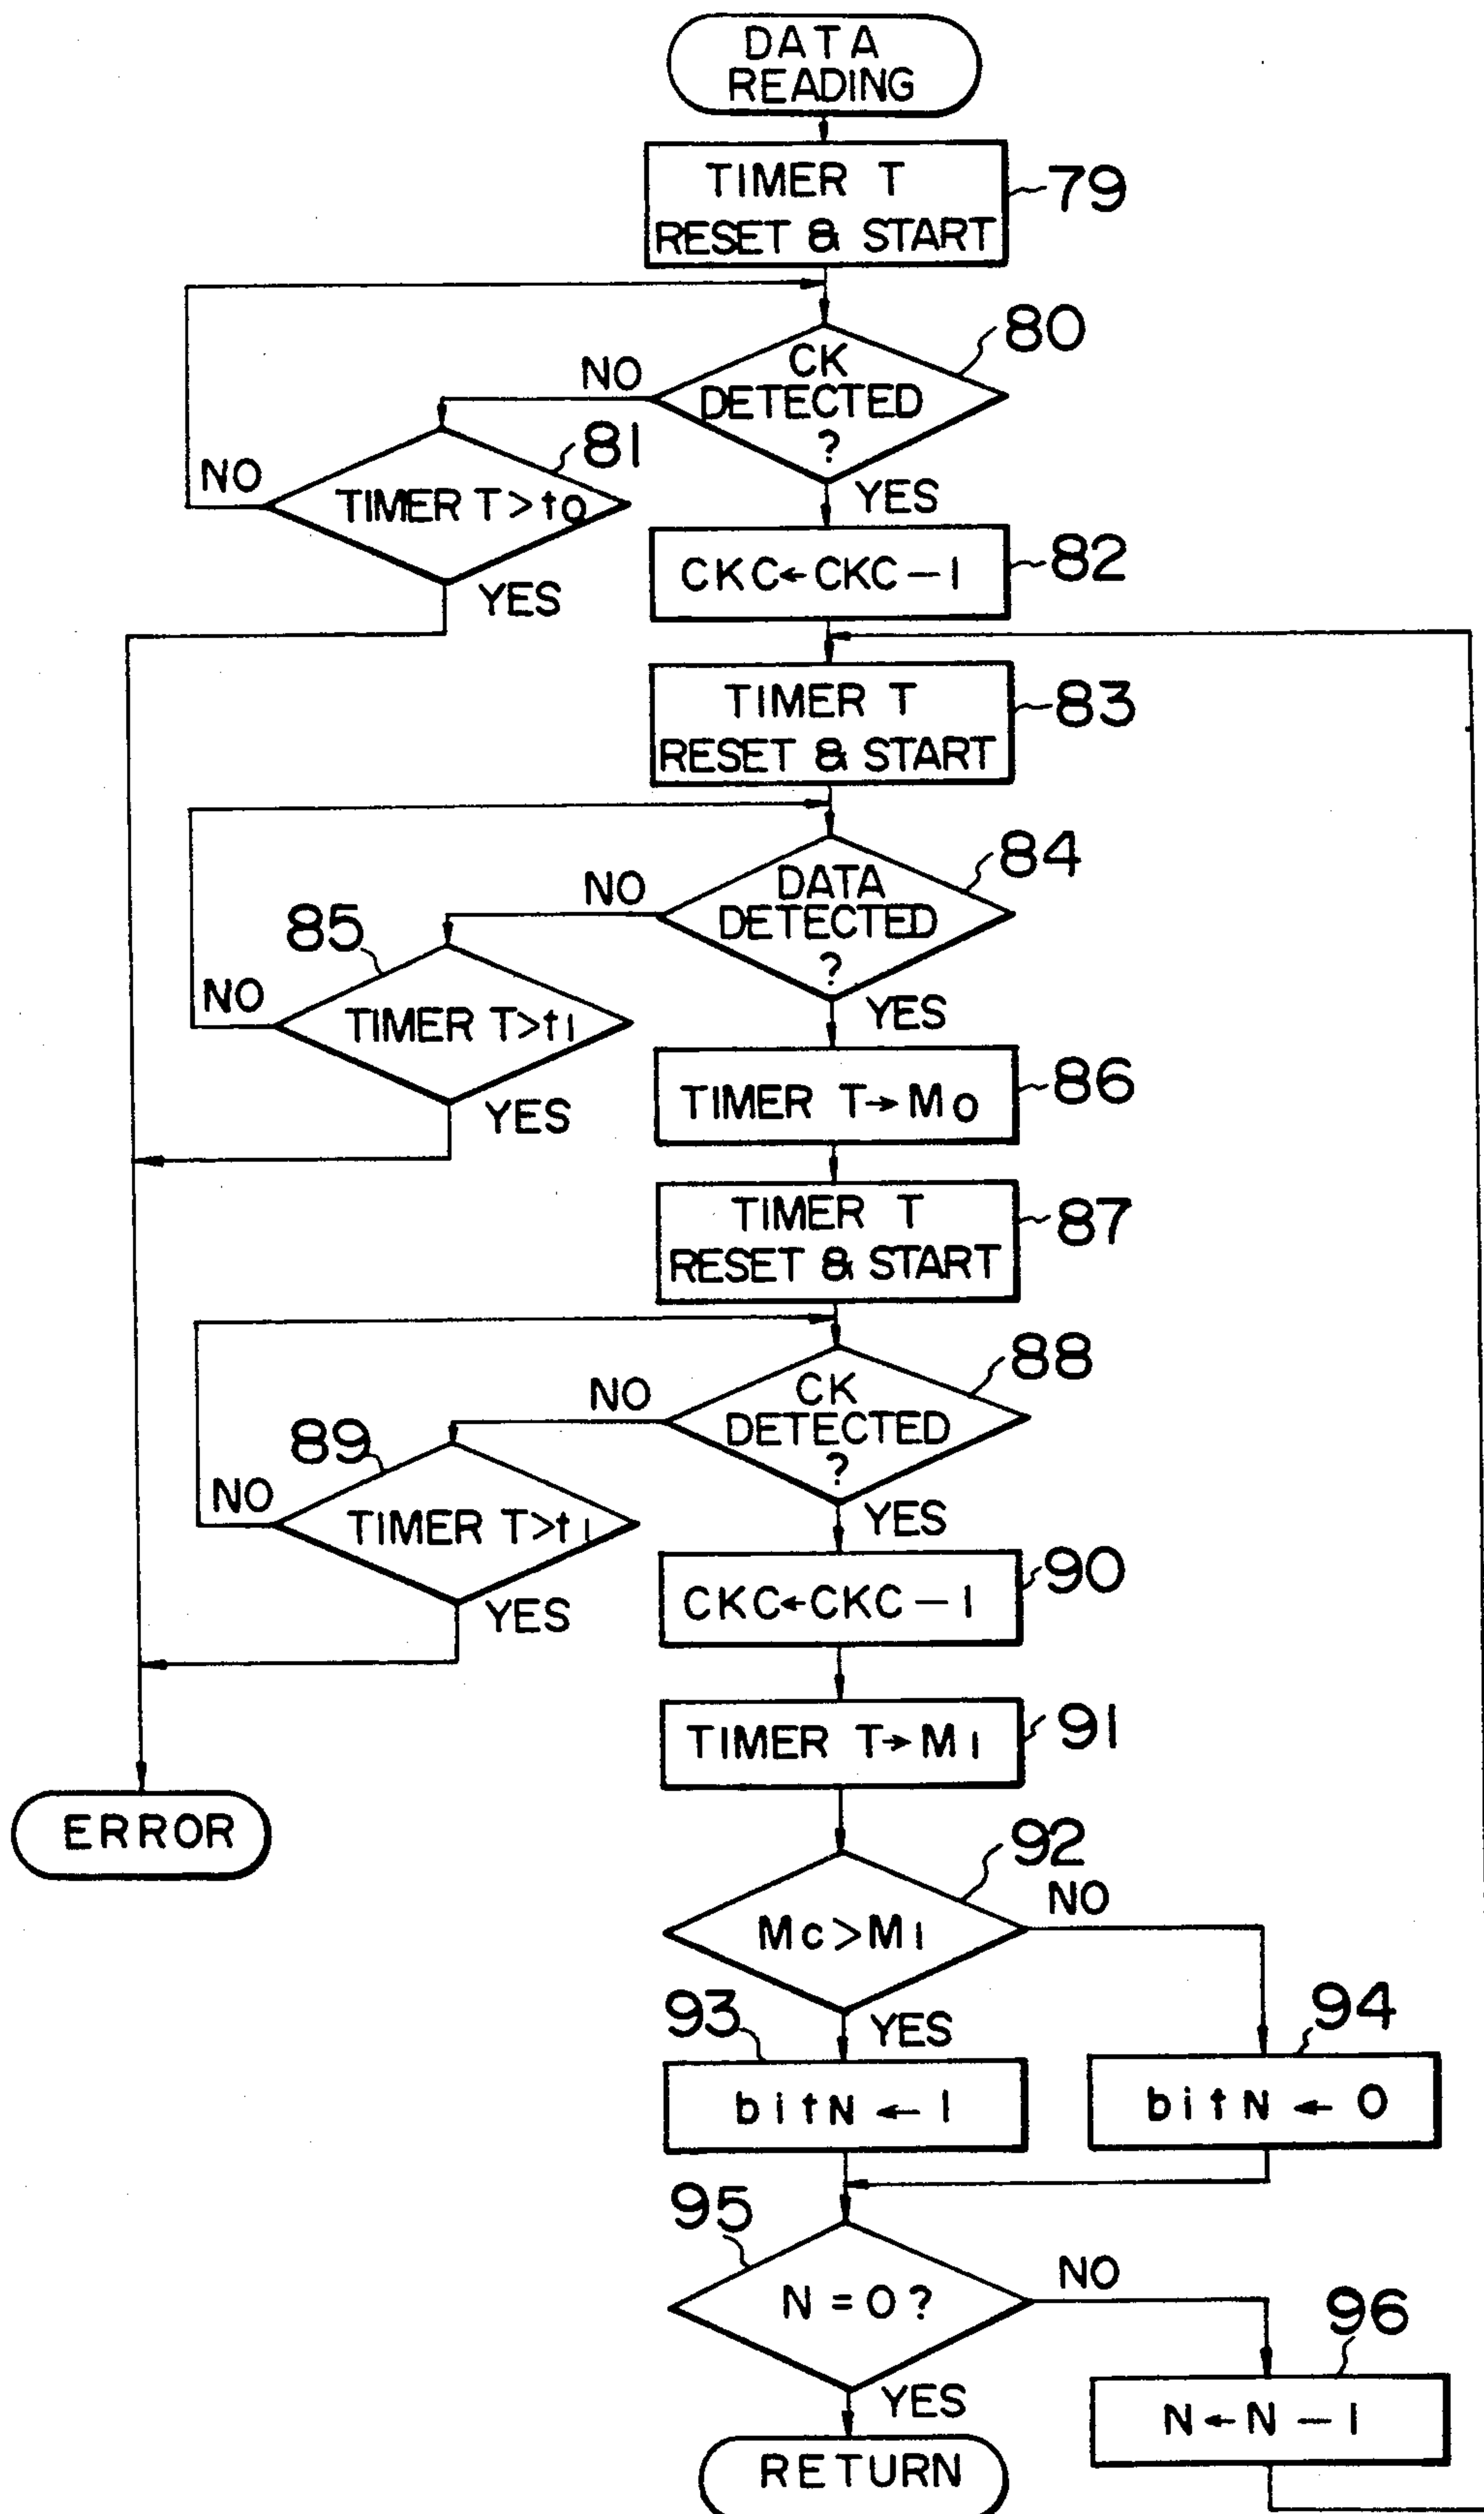 DATA
READING
TIMER T
RESET & START
79
CK
DETECTED
?
80
NO
YES
TIMER T>t0
81
NO
YES
CKC←CKC−1
82
TIMER T
RESET & START
83
DATA
DETECTED
?
84
NO
YES
85
TIMER T>t1
NO
YES
TIMER T→M0
86
TIMER T
RESET & START
87
CK
DETECTED
?
88
NO
YES
89
TIMER T>t1
NO
YES
CKC←CKC−1
90
TIMER T→M1
91
ERROR
92
Mc>M1
NO
YES
93
bitN ← 1
94
bitN ← 0
95
N = 0 ?
NO
YES
96
N←N−1
RETURN